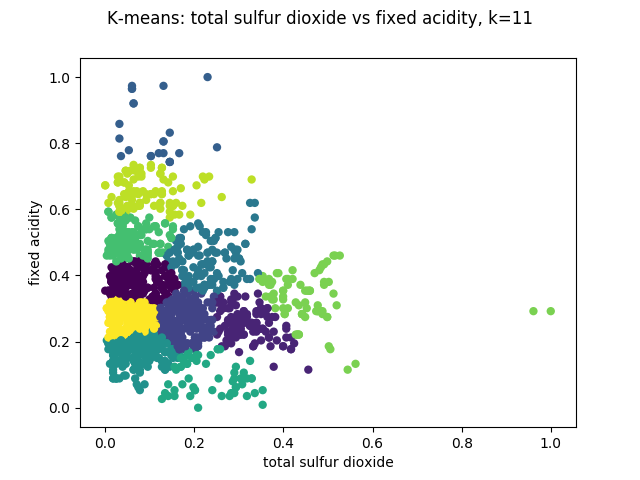 K-means: total sulfur dioxide vs fixed acidity, k=11
1.0
0.8
0.6
0.4
0.2
0.0
fixed acidity
0.0 0.2 0.4 0.6 0.8 1.0
total sulfur dioxide